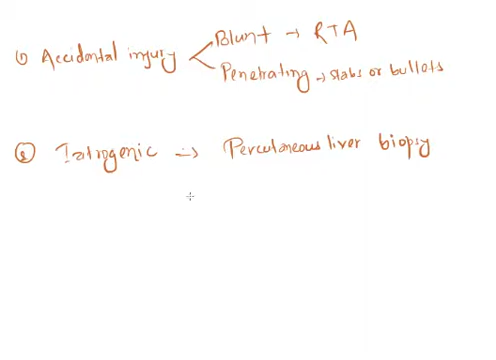 ① Accidental injury
Blunt → RTA
Penetrating → stabs or bullets
② Iatrogenic → Percutaneous liver biopsy